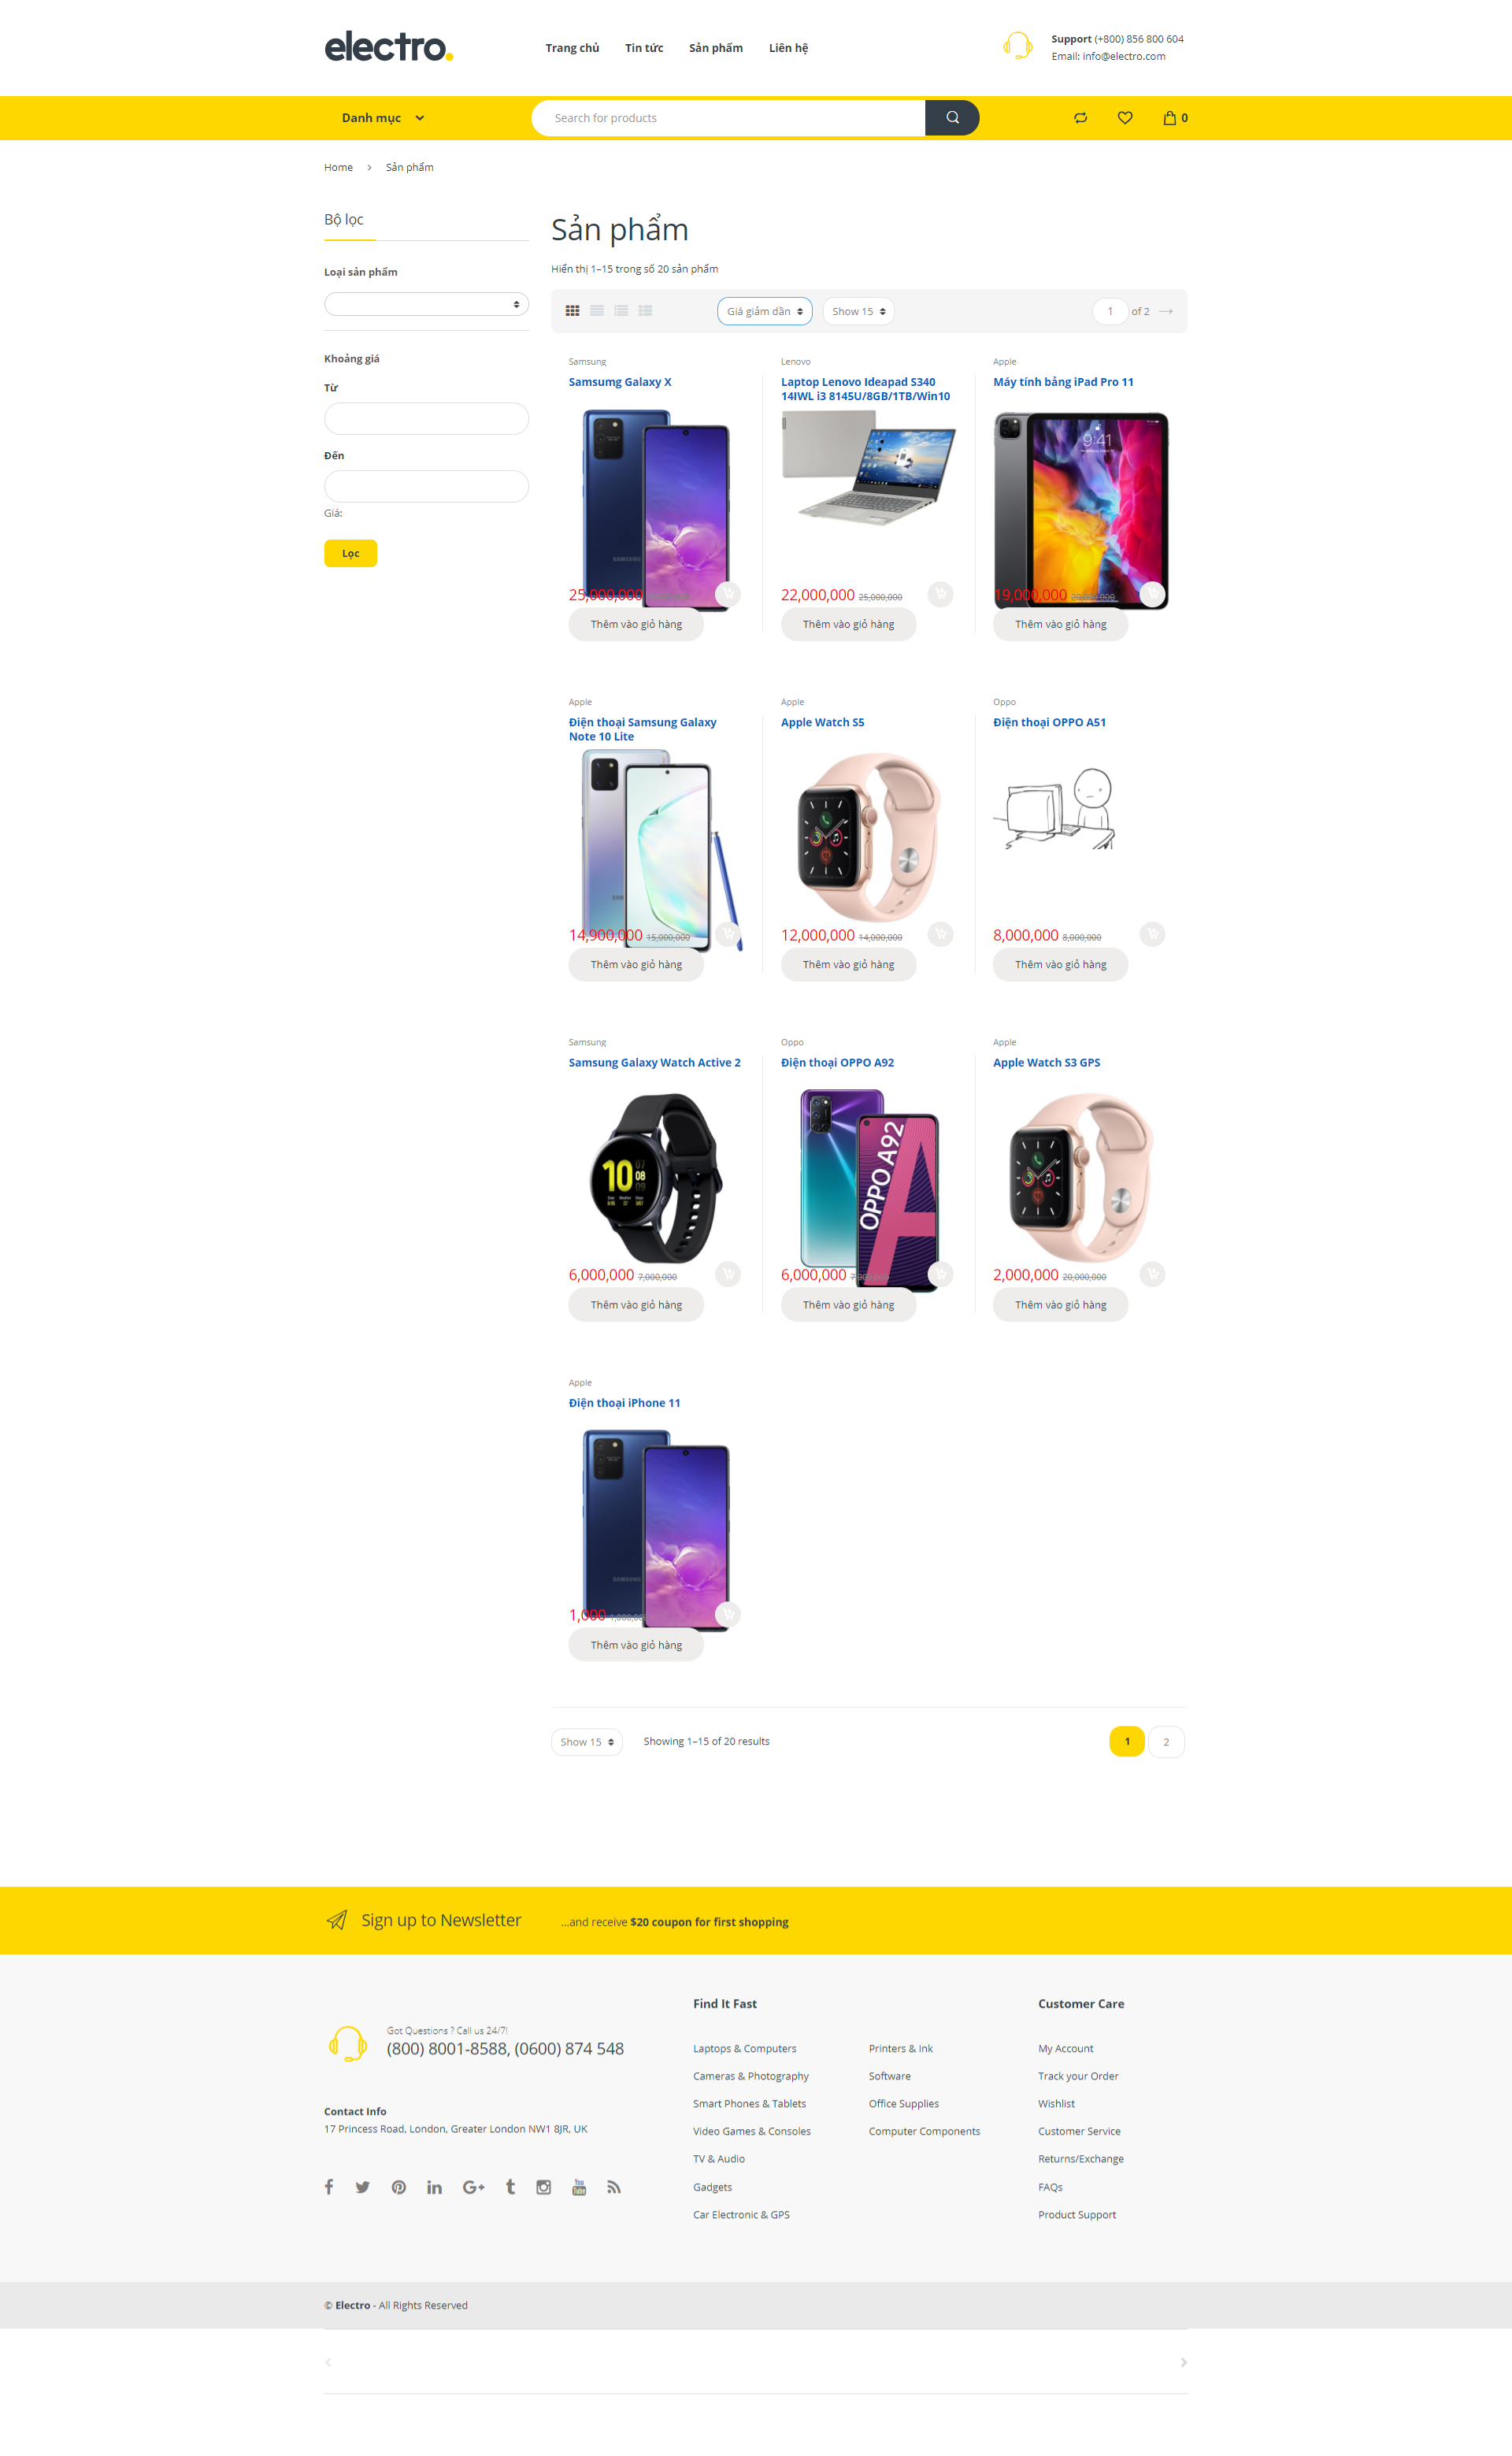 electro.
Trang chủ
Tin tức
Sản phẩm
Liên hệ
Support (+800) 856 800 604
Email: info@electro.com
Danh mục
Search for products
0
Home
Sản phẩm
Bộ lọc
Loại sản phẩm
Khoảng giá
Từ
Đến
Giá:
Lọc
Sản phẩm
Hiển thị 1–15 trong số 20 sản phẩm
Giá giảm dần
Show 15
1
of 2
Samsung
Samsumg Galaxy X
25,000,000
Thêm vào giỏ hàng
Lenovo
Laptop Lenovo Ideapad S340
14IWL i3 8145U/8GB/1TB/Win10
22,000,000 25,000,000
Thêm vào giỏ hàng
Apple
Máy tính bảng iPad Pro 11
9:41
19,000,000
Thêm vào giỏ hàng
Apple
Điện thoại Samsung Galaxy
Note 10 Lite
14,900,000 15,000,000
Thêm vào giỏ hàng
Apple
Apple Watch S5
12,000,000 14,000,000
Thêm vào giỏ hàng
Oppo
Điện thoại OPPO A51
8,000,000 8,000,000
Thêm vào giỏ hàng
Samsung
Samsung Galaxy Watch Active 2
10 08
6,000,000 7,000,000
Thêm vào giỏ hàng
Oppo
Điện thoại OPPO A92
OPPO A92
6,000,000
Thêm vào giỏ hàng
Apple
Apple Watch S3 GPS
2,000,000 20,000,000
Thêm vào giỏ hàng
Apple
Điện thoại iPhone 11
SAMSUNG
1,000
Thêm vào giỏ hàng
Show 15
Showing 1–15 of 20 results
1
2
Sign up to Newsletter
...and receive $20 coupon for first shopping
Got Questions ? Call us 24/7!
(800) 8001-8588, (0600) 874 548
Contact Info
17 Princess Road, London, Greater London NW1 8JR, UK
Find It Fast
Laptops & Computers
Cameras & Photography
Smart Phones & Tablets
Video Games & Consoles
TV & Audio
Gadgets
Car Electronic & GPS
Printers & Ink
Software
Office Supplies
Computer Components
Customer Care
My Account
Track your Order
Wishlist
Customer Service
Returns/Exchange
FAQs
Product Support
© Electro - All Rights Reserved